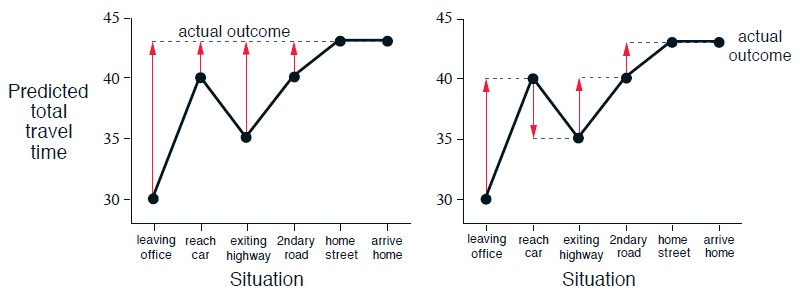 45
actual outcome
40
Predicted
total
travel
time
35
30
leaving reach exiting 2ndary home arrive
office car highway road street home
Situation
45
actual
outcome
40
35
30
leaving reach exiting 2ndary home arrive
office car highway road street home
Situation